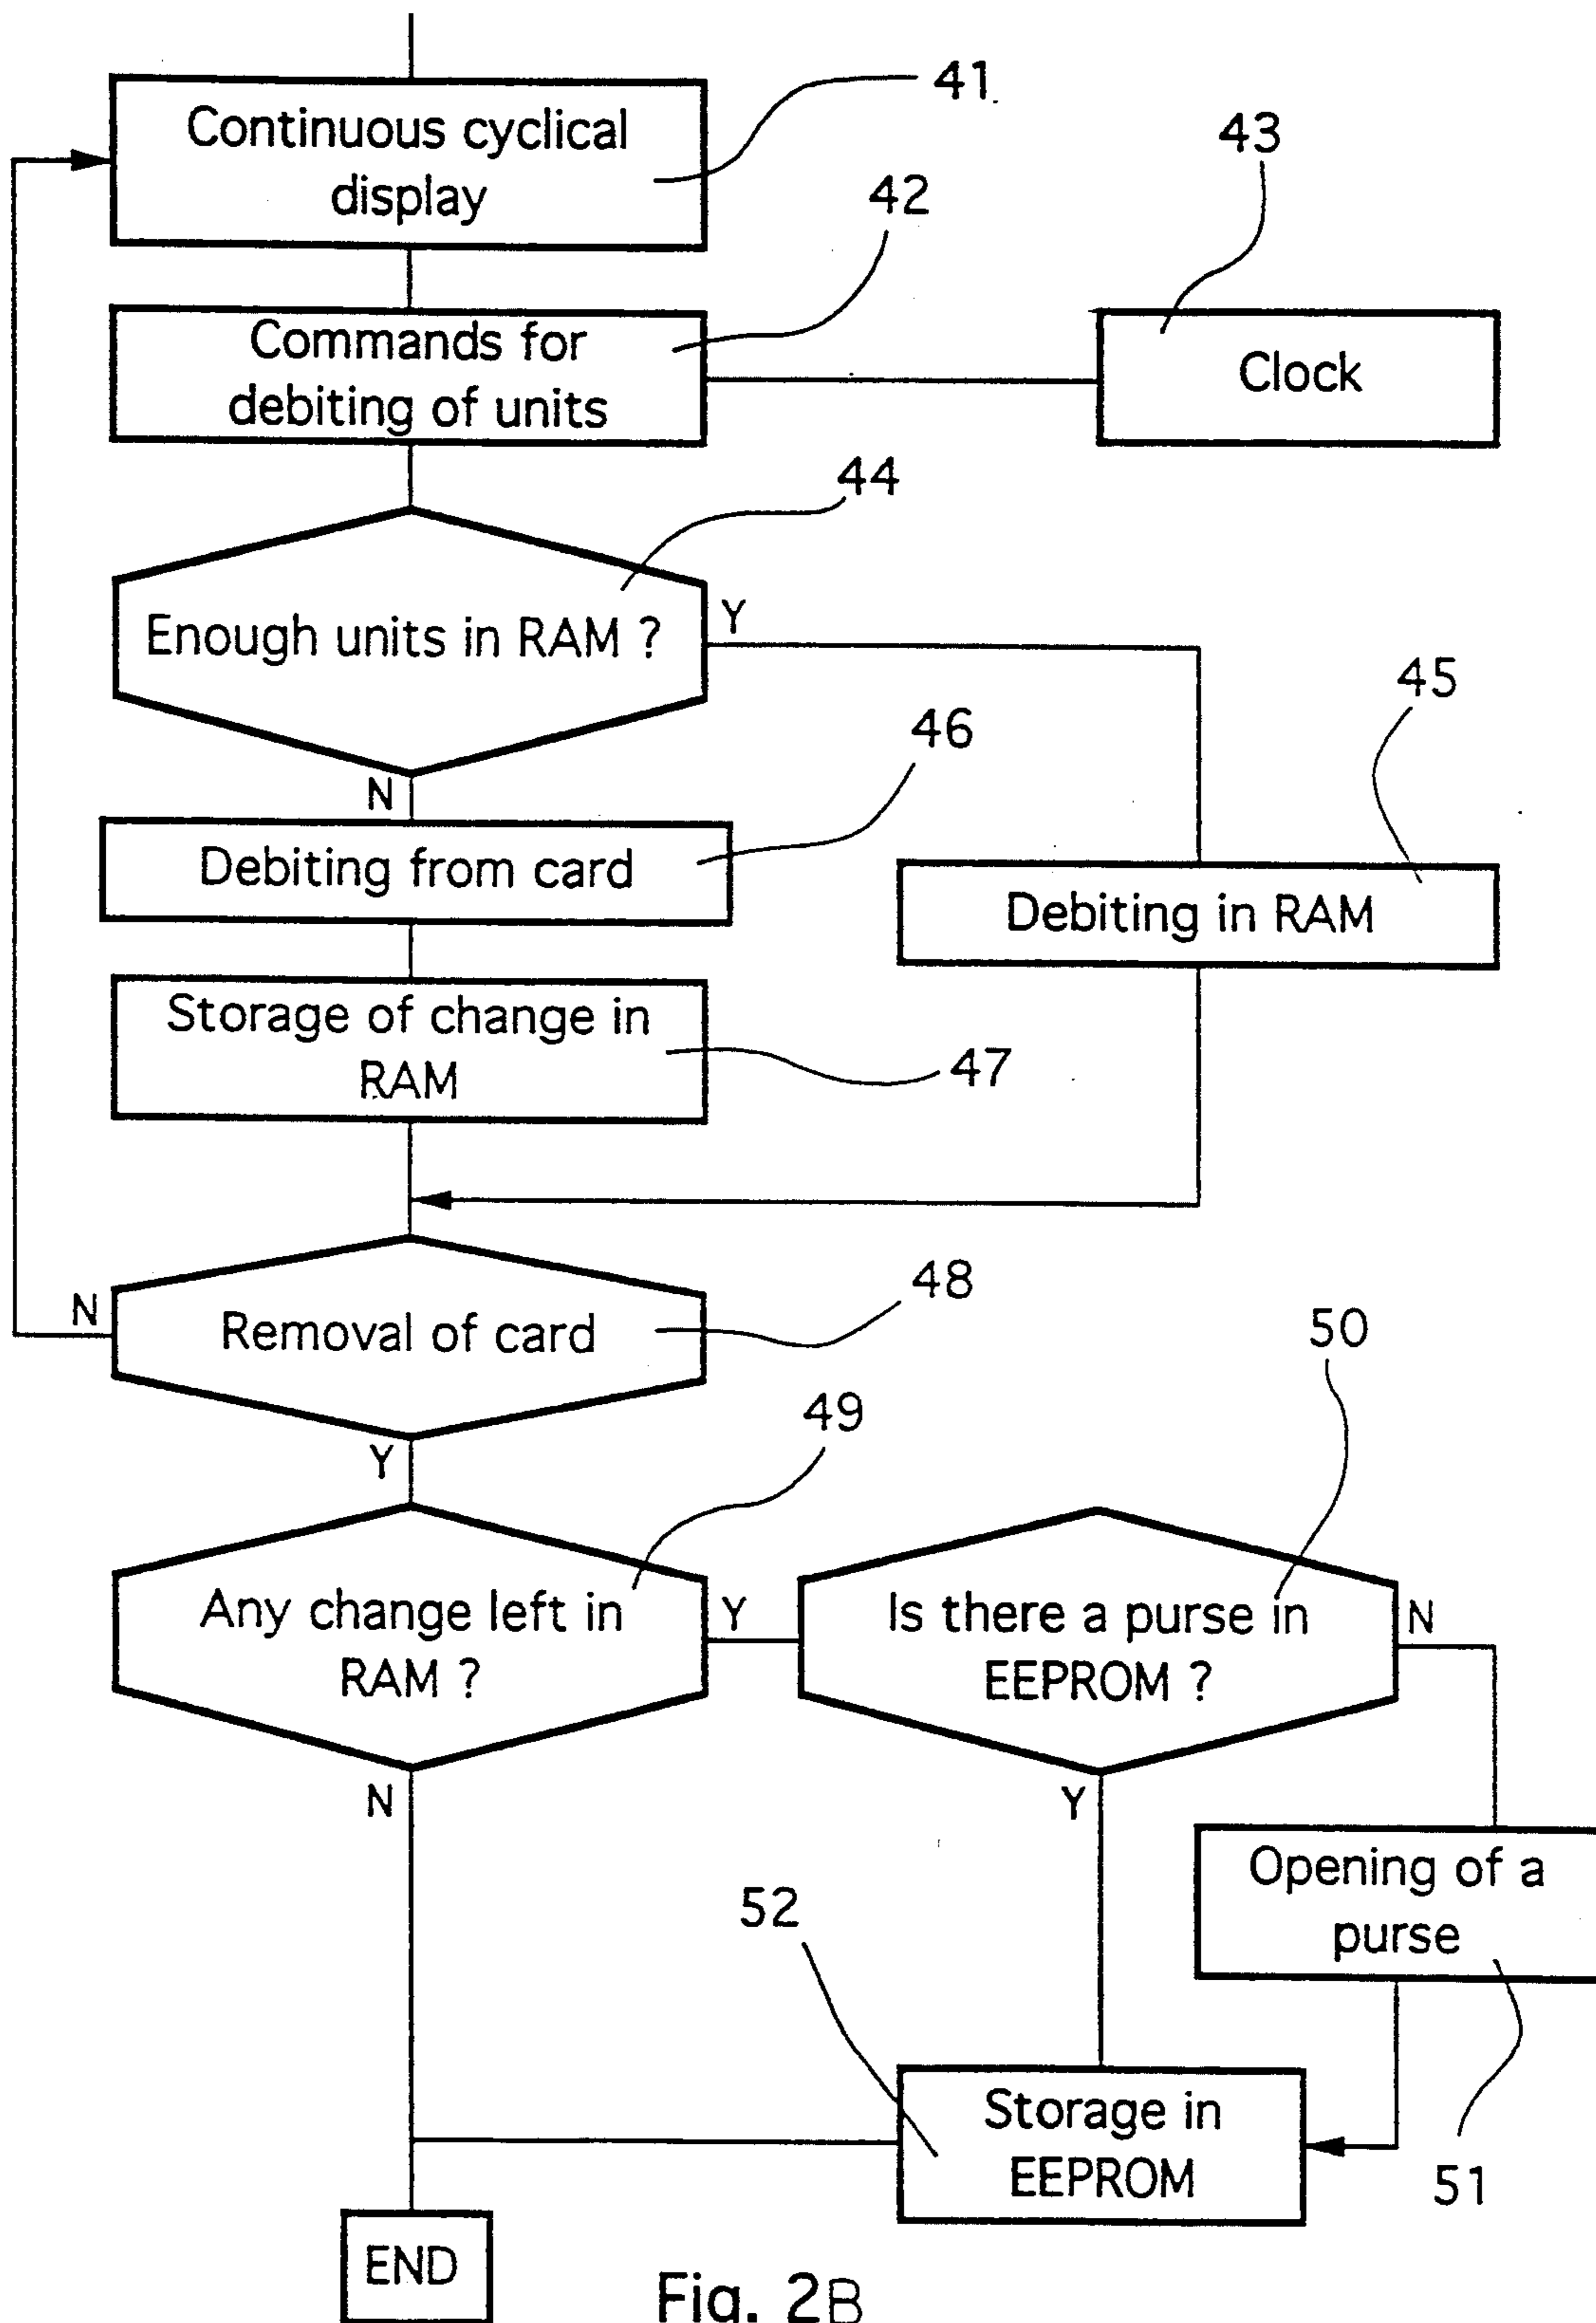 41
Continuous cyclical
display
42
43
Commands for
debiting of units
Clock
44
Enough units in RAM ?
Y
45
46
N
Debiting from card
Debiting in RAM
Storage of change in
RAM
47
48
N
Removal of card
50
49
Y
Any change left in
RAM ?
Y
Is there a purse in
EEPROM ?
N
N
Y
Opening of a
purse
52
Storage in
EEPROM
51
END
Fig. 2B